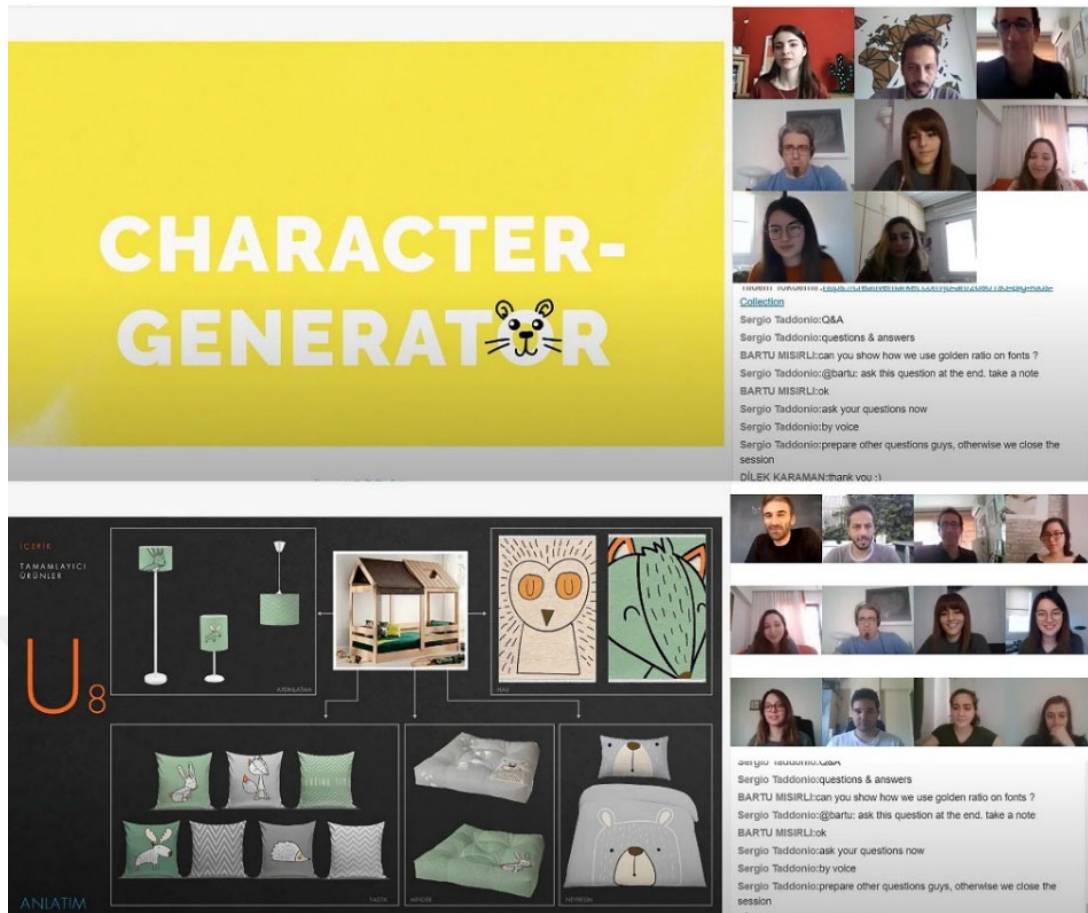 CHARACTER-
GENERATOR
Collection
Sergio Taddonio:Q&A
Sergio Taddonio:questions & answers
BARTU MISIRLI:can you show how we use golden ratio on fonts ?
Sergio Taddonio:@bartu: ask this question at the end. take a note
BARTU MISIRLI:ok
Sergio Taddonio:ask your questions now
Sergio Taddonio:by voice
Sergio Taddonio:prepare other questions guys, otherwise we close the
session
DİLEK KARAMAN:thank you :)
İÇERİK
TAMAMLAYICI
ÜRÜNLER
U8
AYDINLATMA
HALI
YASTIK
MİNDER
NEVRESİM
ANLATIM
Sergio Taddonio:Q&A
Sergio Taddonio:questions & answers
BARTU MISIRLI:can you show how we use golden ratio on fonts ?
Sergio Taddonio:@bartu: ask this question at the end. take a note
BARTU MISIRLI:ok
Sergio Taddonio:ask your questions now
Sergio Taddonio:by voice
Sergio Taddonio:prepare other questions guys, otherwise we close the
session